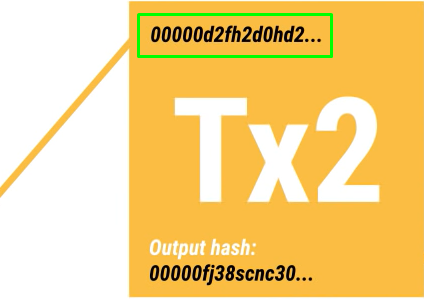 00000d2fh2d0hd2...
Tx2
Output hash:
00000fj38scnc30...